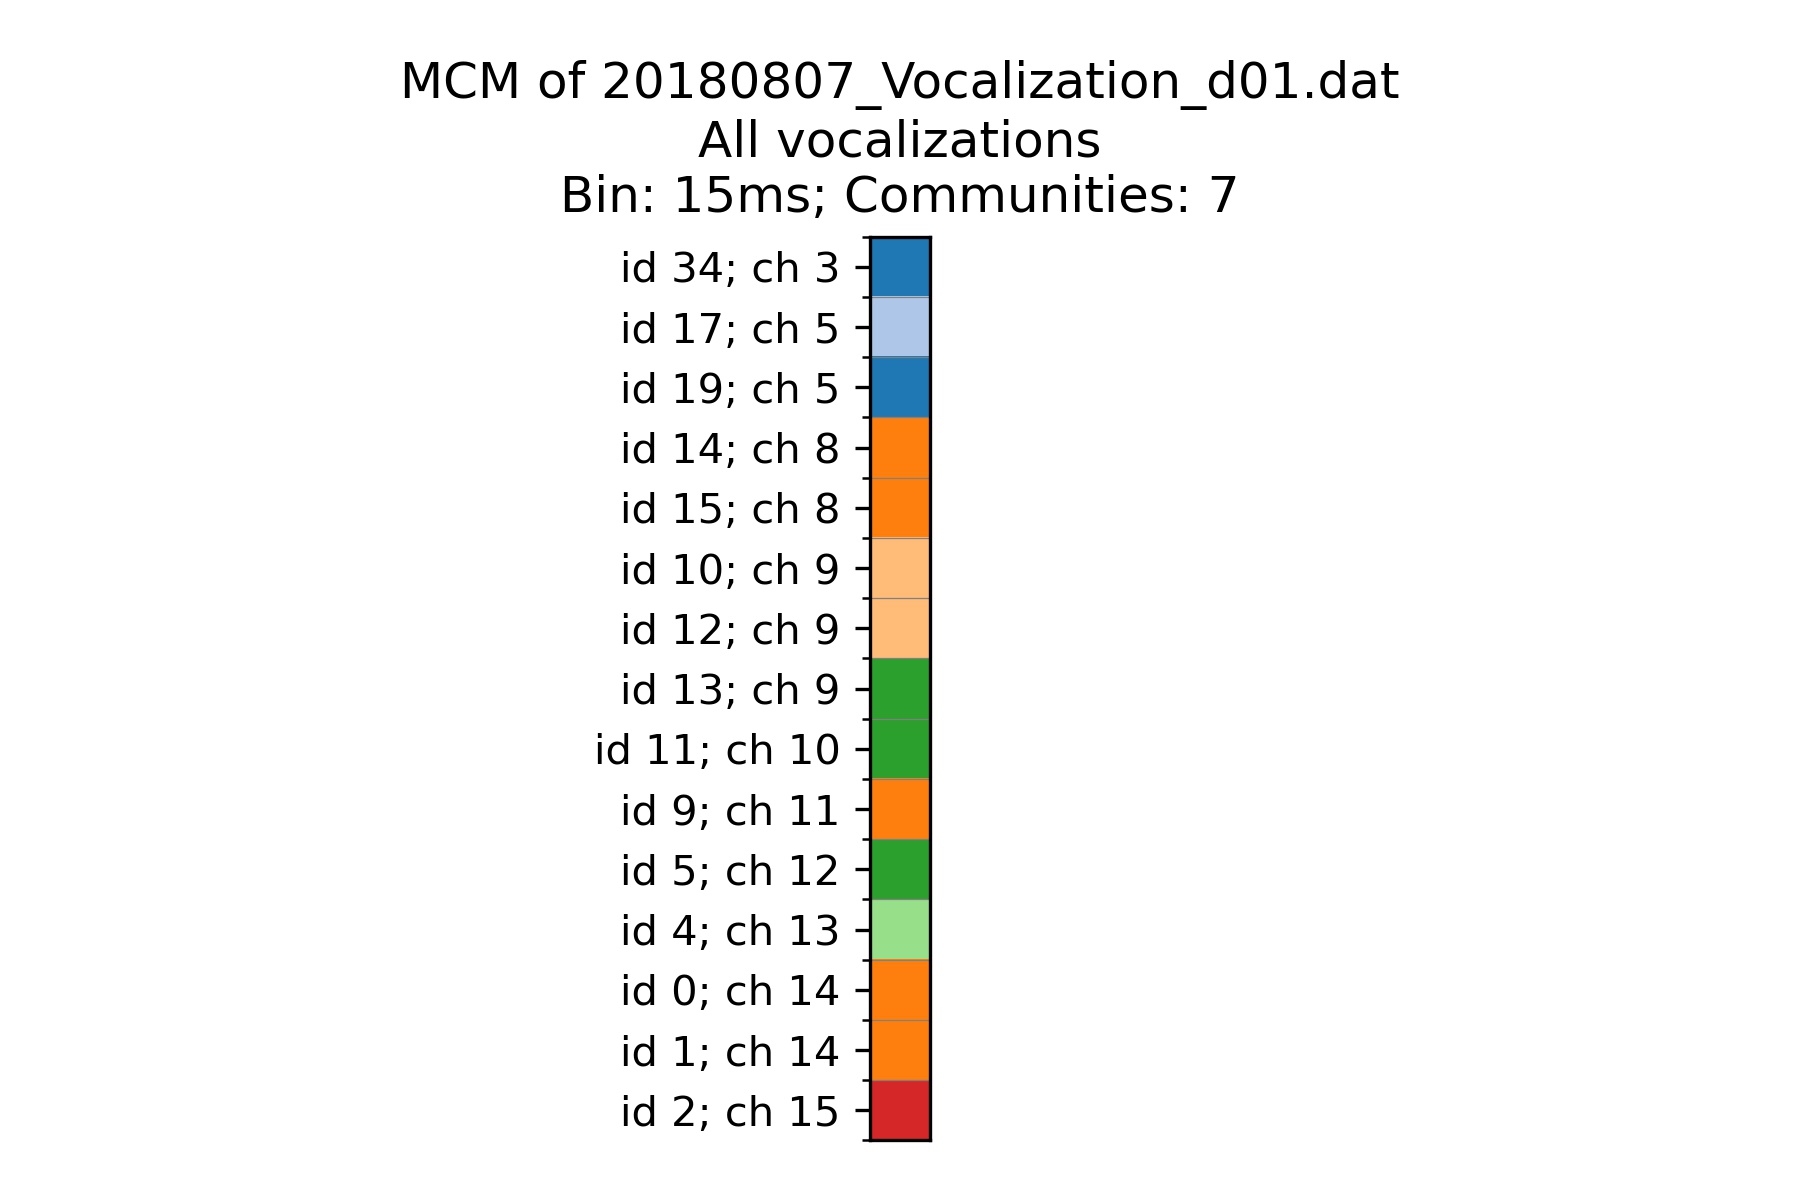 MCM of 20180807_Vocalization_d01.dat
All vocalizations
Bin: 15ms; Communities: 7
id 34; ch 3
id 17; ch 5
id 19; ch 5
id 14; ch 8
id 15; ch 8
id 10; ch 9
id 12; ch 9
id 13; ch 9
id 11; ch 10
id 9; ch 11
id 5; ch 12
id 4; ch 13
id 0; ch 14
id 1; ch 14
id 2; ch 15